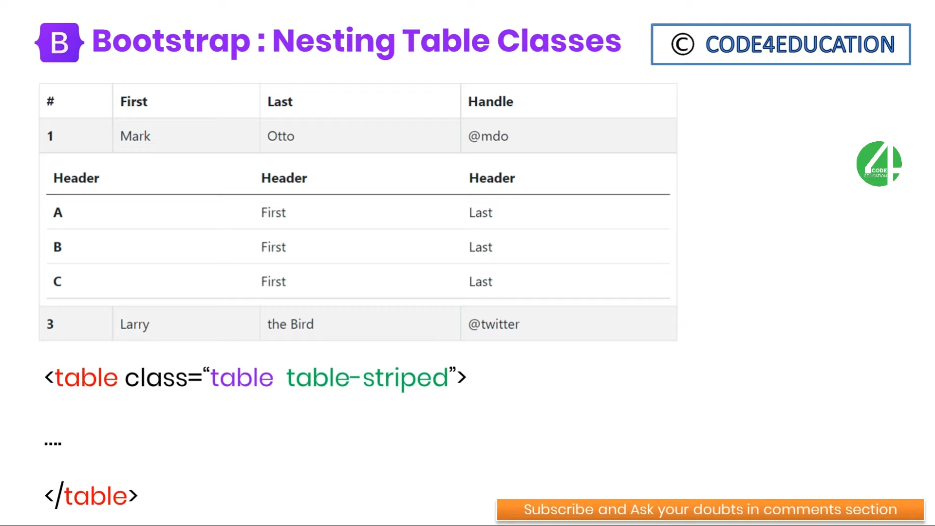 B Bootstrap : Nesting Table Classes
© CODE4EDUCATION
# First Last Handle
1 Mark Otto @mdo
Header Header Header
A First Last
B First Last
C First Last
3 Larry the Bird @twitter
4
CODE
<table class=“table table-striped”>
....
</table>
Subscribe and Ask your doubts in comments section